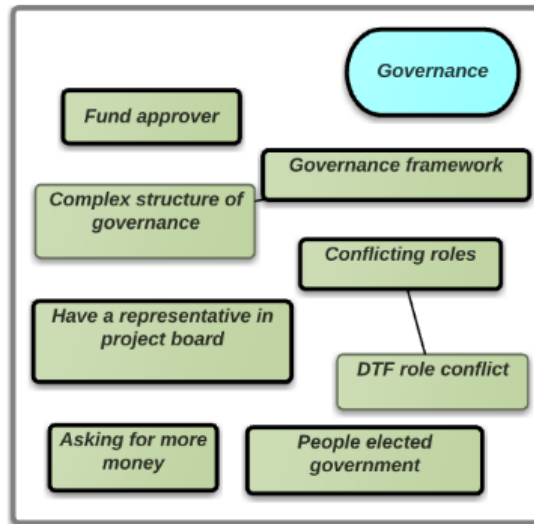 Governance
Fund approver
Governance framework
Complex structure of
governance
Conflicting roles
Have a representative in
project board
DTF role conflict
Asking for more
money
People elected
government